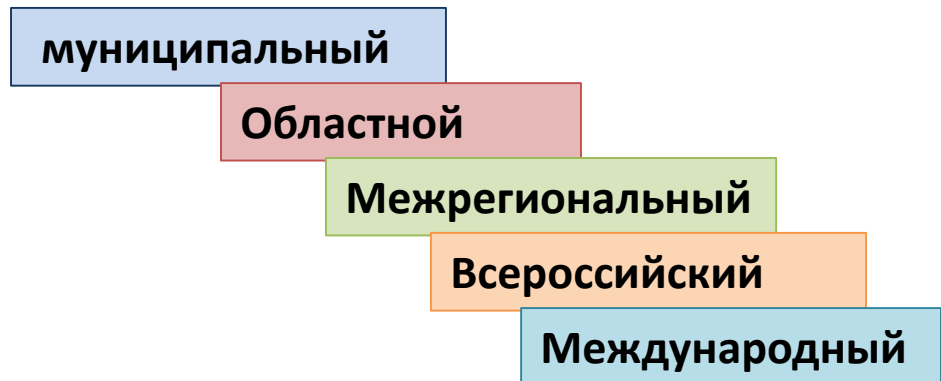 муниципальный
Областной
Межрегиональный
Всероссийский
Международный